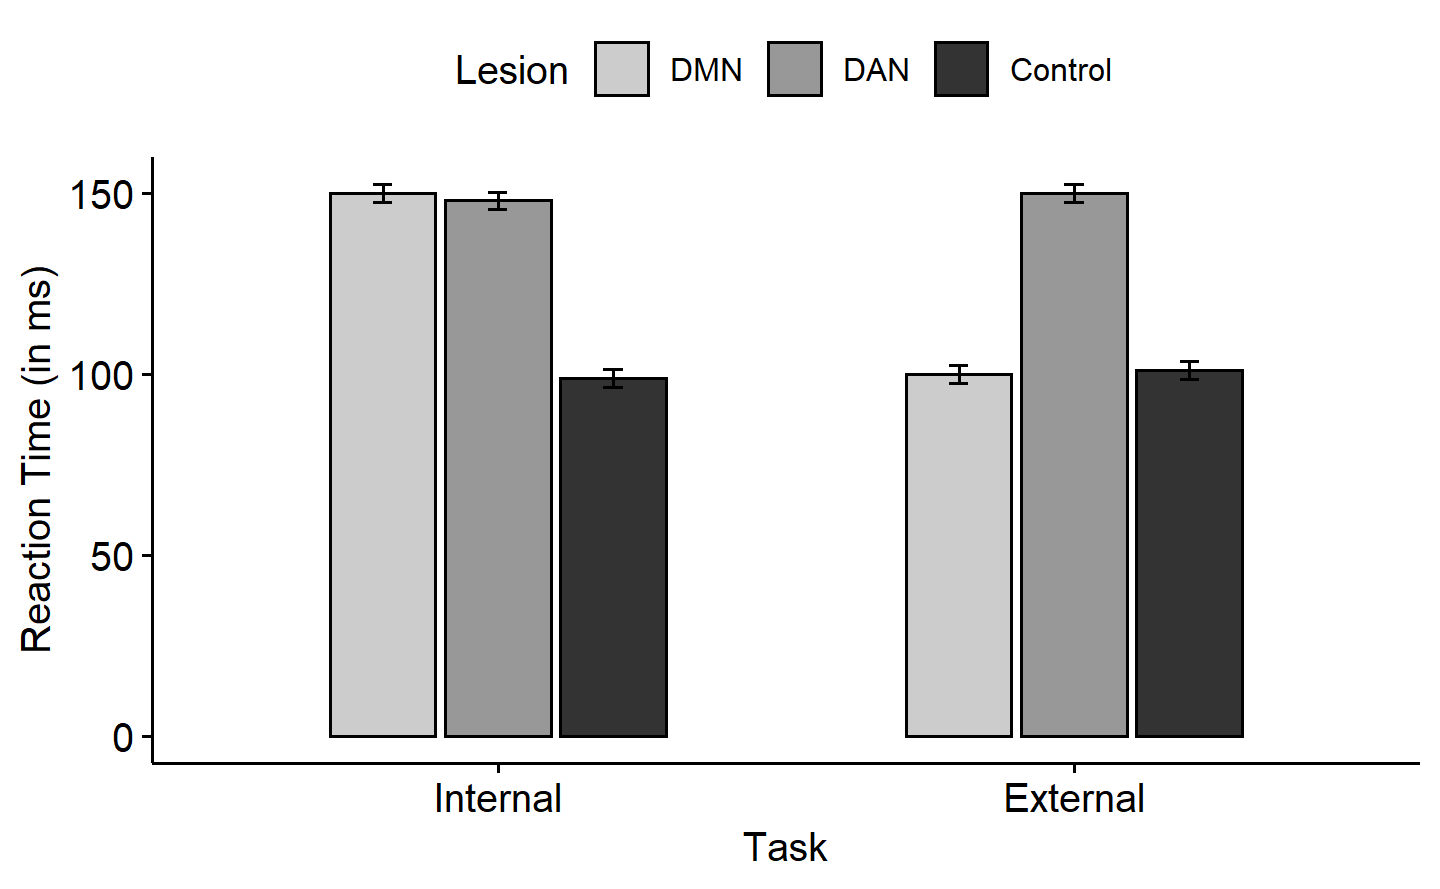 Lesion DMN DAN Control
Reaction Time (in ms)
150
100
50
0
Internal External
Task